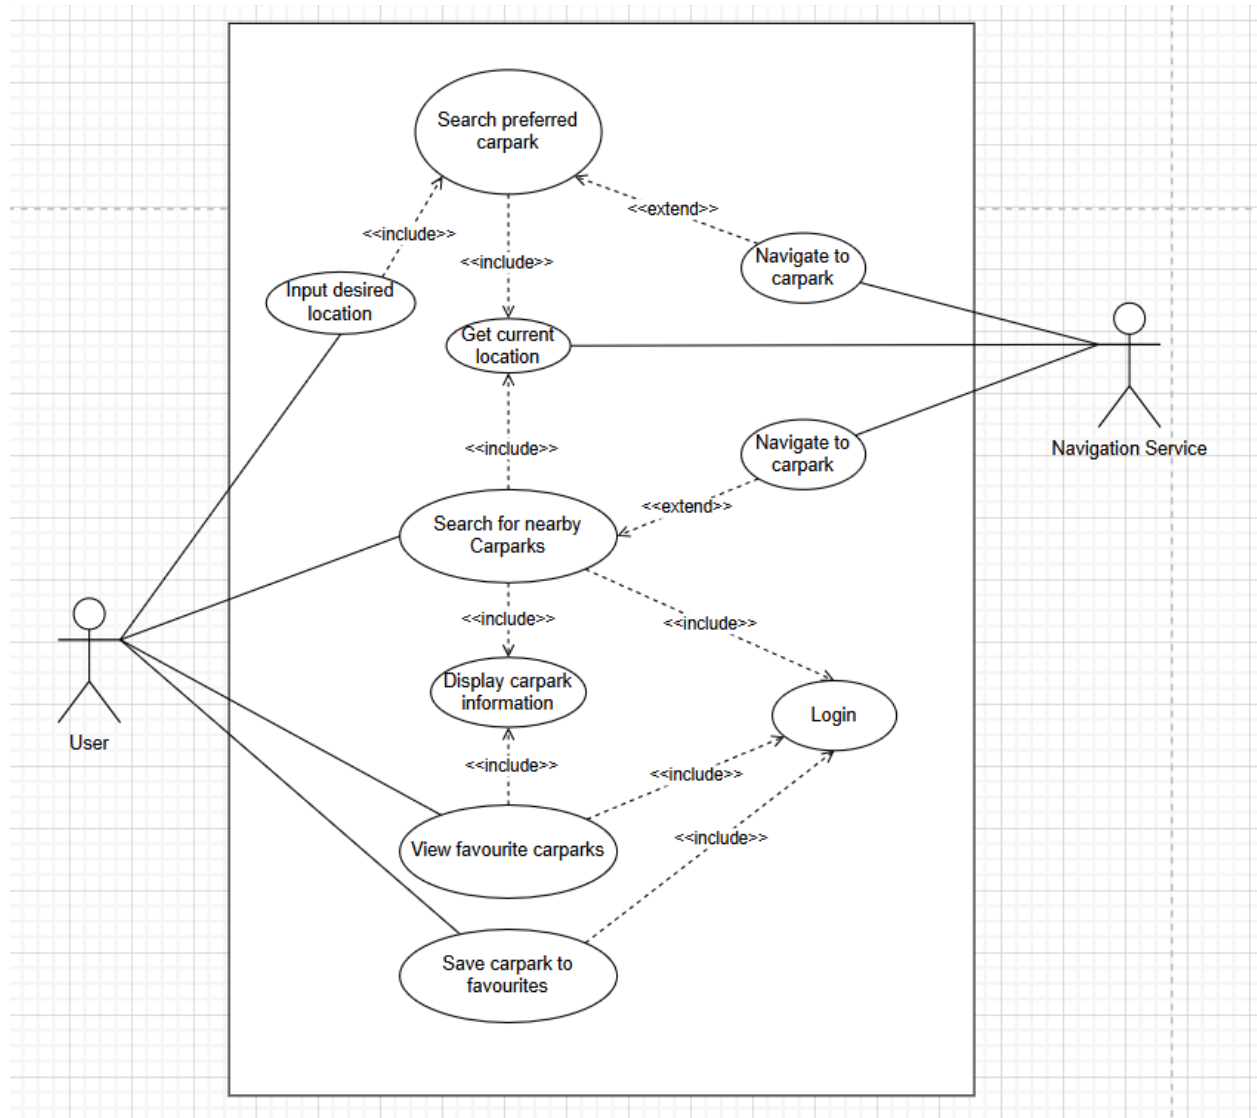 Search preferred
carpark
<<extend>>
<<include>>
<<include>>
Navigate to
carpark
Input desired
location
Get current
location
<<include>>
Navigate to
carpark
Navigation Service
<<extend>>
Search for nearby
Carparks
<<include>>
<<include>>
Display carpark
information
Login
User
<<include>>
<<include>>
<<include>>
View favourite carparks
Save carpark to
favourites